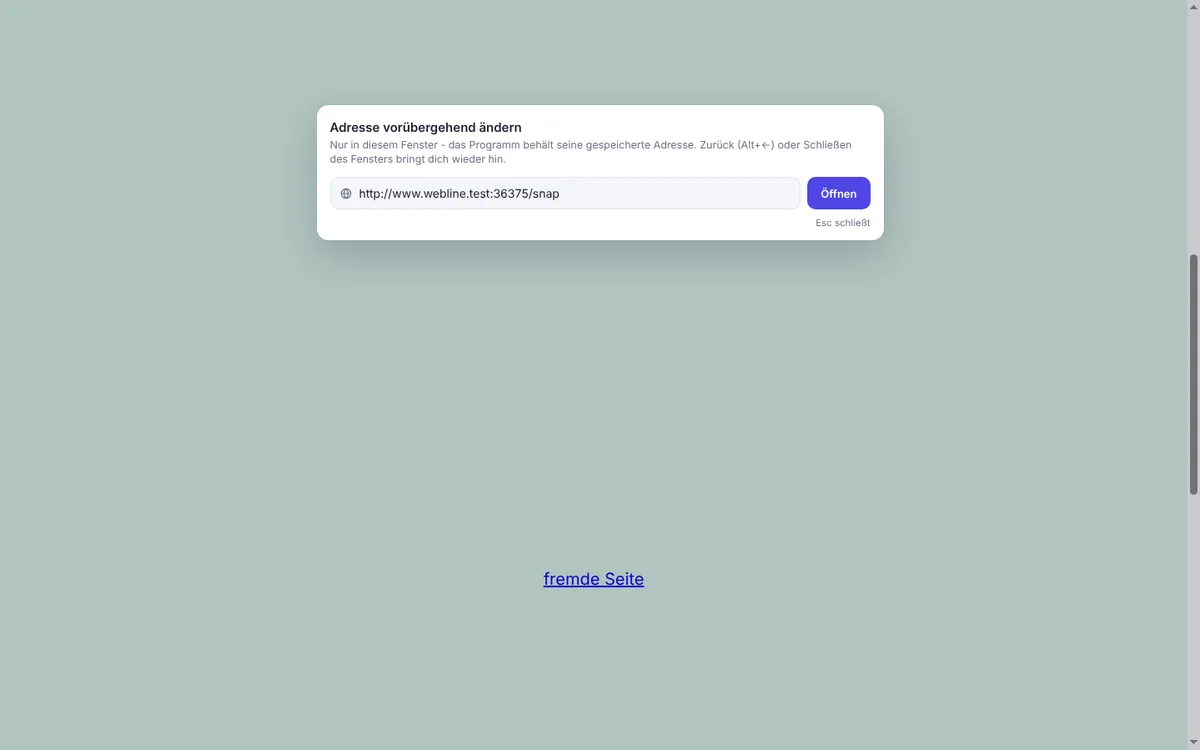 Adresse vorübergehend ändern
Nur in diesem Fenster - das Programm behält seine gespeicherte Adresse. Zurück (Alt+←) oder Schließen
des Fensters bringt dich wieder hin.
http://www.webline.test:36375/snap
Öffnen
Esc schließt
fremde Seite